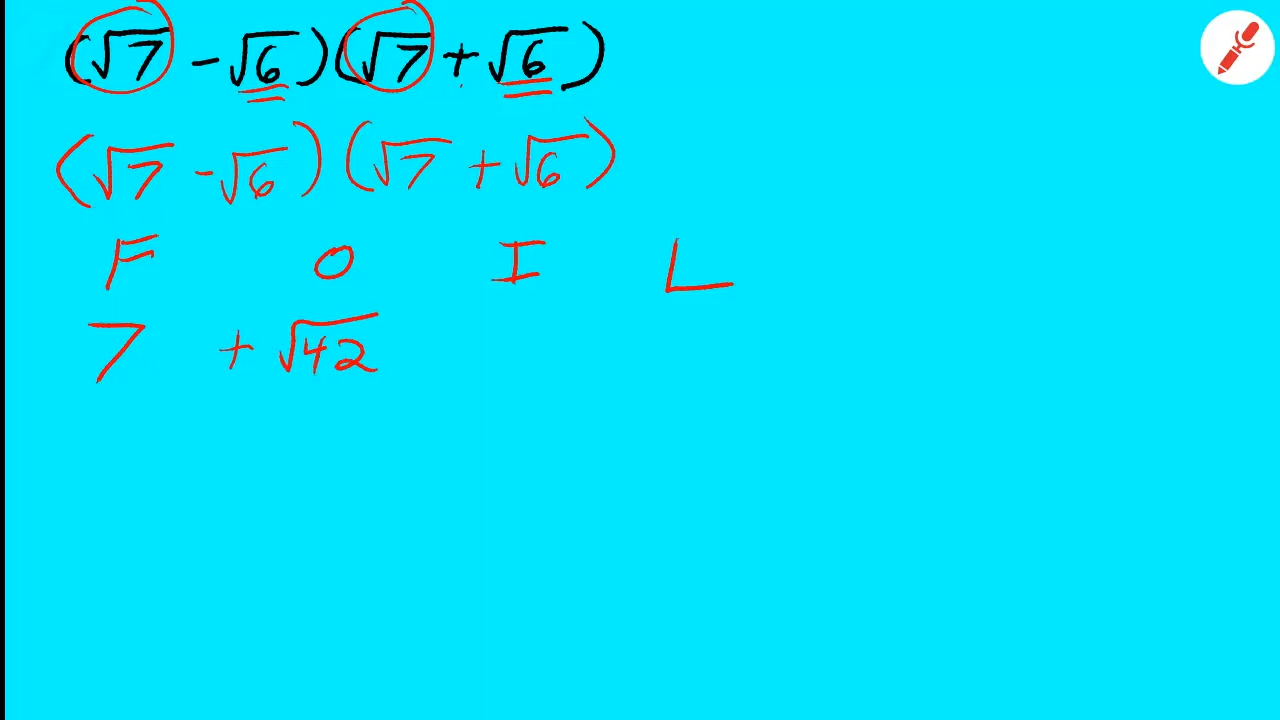 (√7 - √6)(√7 + √6)
(√7 - √6)(√7 + √6)
F O I L
7 + √42